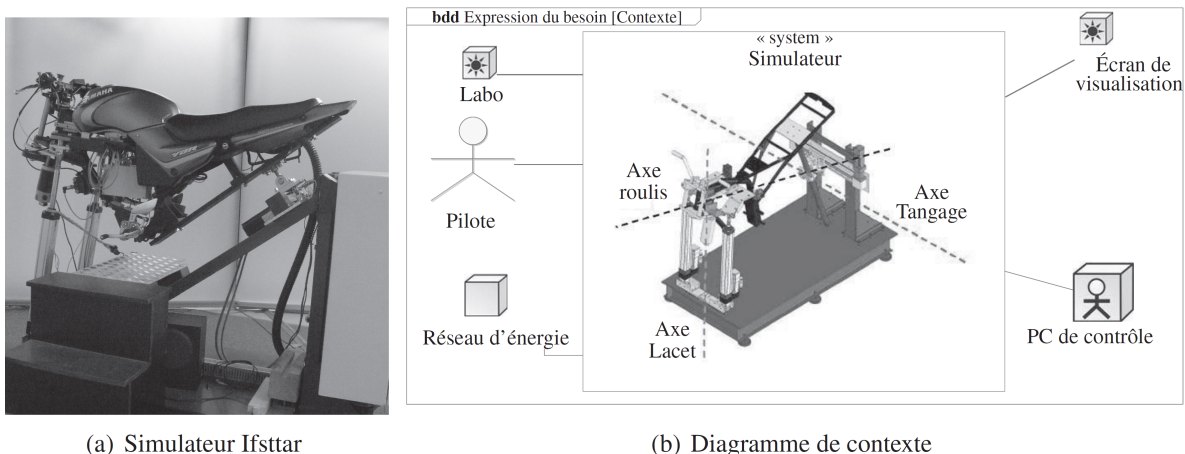 YAMAHA
bdd Expression du besoin [Contexte]
« system »
Simulateur
Labo
Pilote
Réseau d'énergie
Axe
roulis
Axe
Tangage
Axe
Lacet
Écran de
visualisation
PC de contrôle
(a) Simulateur Ifsttar
(b) Diagramme de contexte